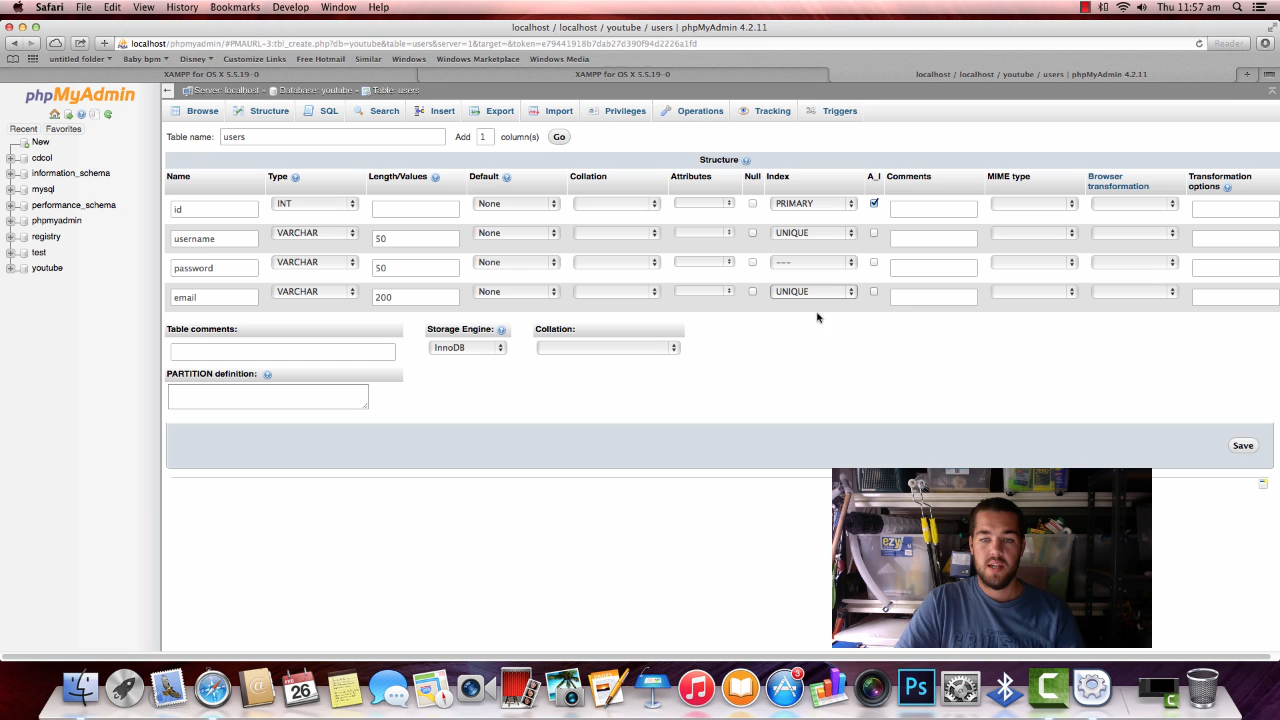 Safari File Edit View History Bookmarks Develop Window Help Thu 11:57 am
localhost / localhost / youtube / users | phpMyAdmin 4.2.11
localhost/phpmyadmin/#PMAURL-3:tbl_create.php?db=youtube&table=users&server=1&target=&token=e79441918b7dab27d390f94d2226a1fd Reader
untitled folder Baby bpm Disney Customize Links Free Hotmail Similar Windows Windows Marketplace Windows Media
XAMPP for OS X 5.5.19-0 XAMPP for OS X 5.5.19-0 localhost / localhost / youtube / users | phpMyAdmin 4.2.11
phpMyAdmin
Recent Favorites
New
cdcol
information_schema
mysql
performance_schema
phpmyadmin
registry
test
youtube
Server: localhost » Database: youtube » Table: users
Browse Structure SQL Search Insert Export Import Privileges Operations Tracking Triggers
Table name: users Add 1 column(s) Go
Structure
Name Type Length/Values Default Collation Attributes Null Index A_I Comments MIME type Browser transformation Transformation options
id INT None PRIMARY
username VARCHAR 50 None UNIQUE
password VARCHAR 50 None ---
email VARCHAR 200 None UNIQUE
Table comments: Storage Engine: Collation:
InnoDB
PARTITION definition:
Save
ezy
26
3
Ps